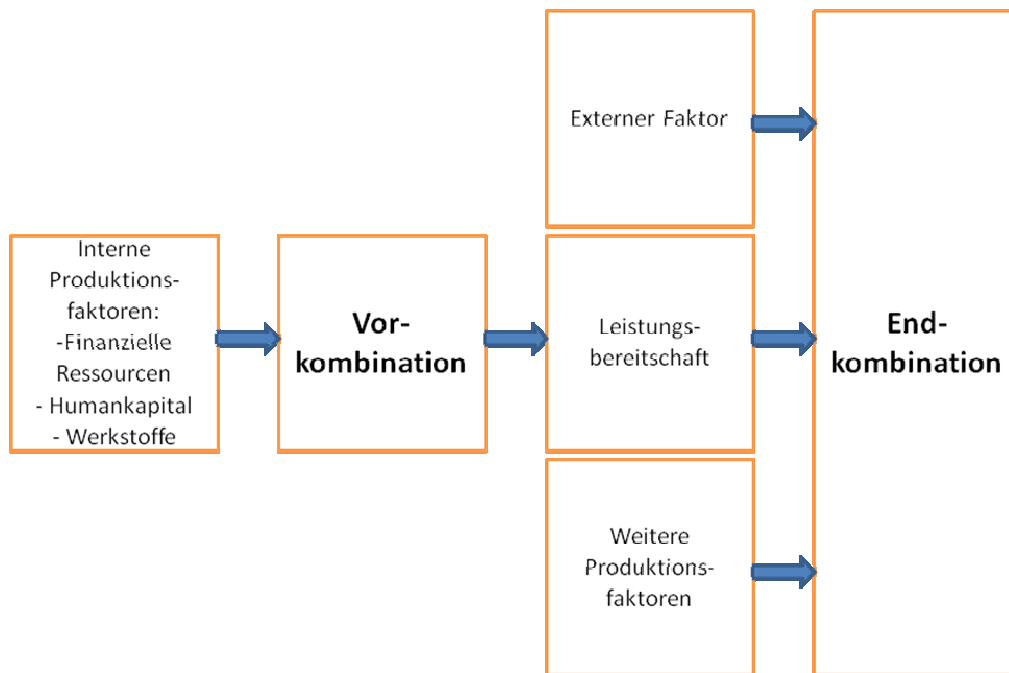 Externer Faktor
Interne
Produktions-
faktoren:
-Finanzielle
Ressourcen
- Humankapital
- Werkstoffe
Vor-
kombination
Leistungs-
bereitschaft
End-
kombination
Weitere
Produktions-
faktoren